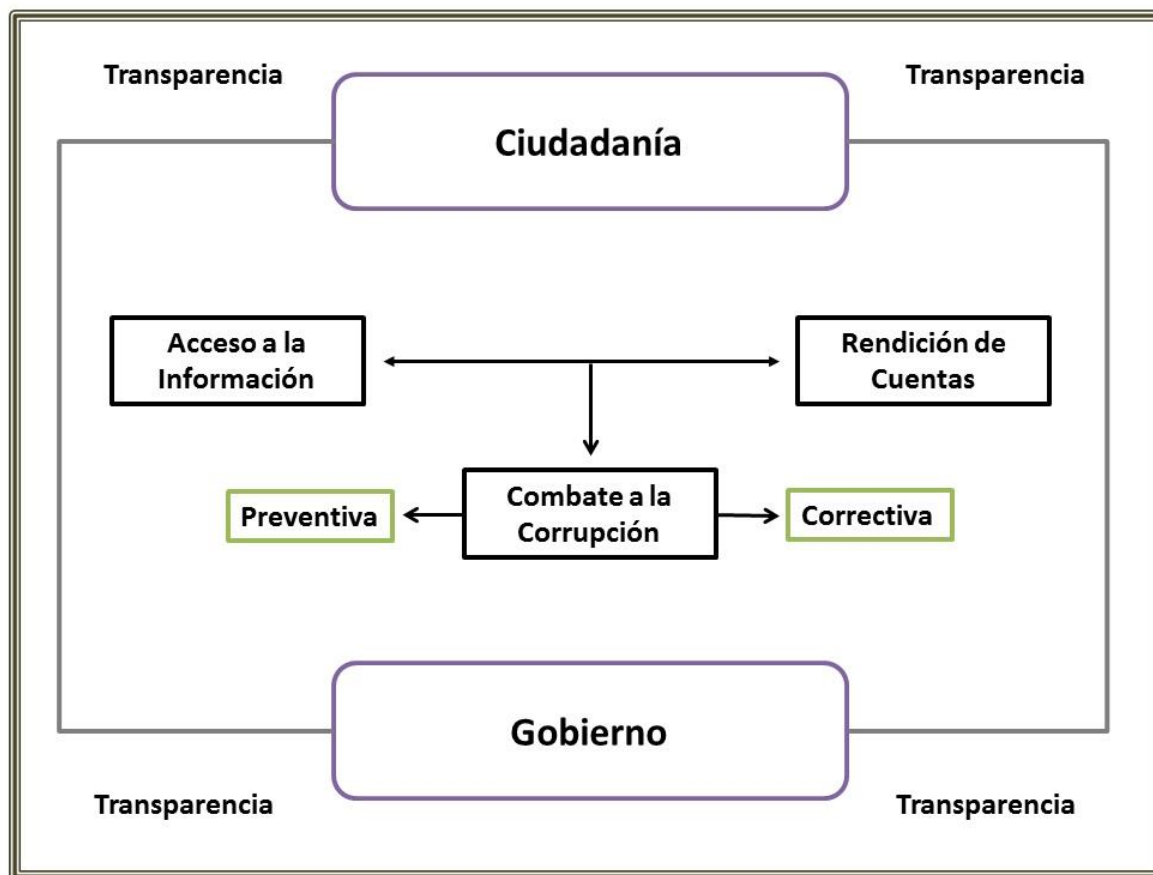 Transparencia
Transparencia
Ciudadanía
Acceso a la
Información
Rendición de
Cuentas
Preventiva
Combate a la
Corrupción
Correctiva
Gobierno
Transparencia
Transparencia